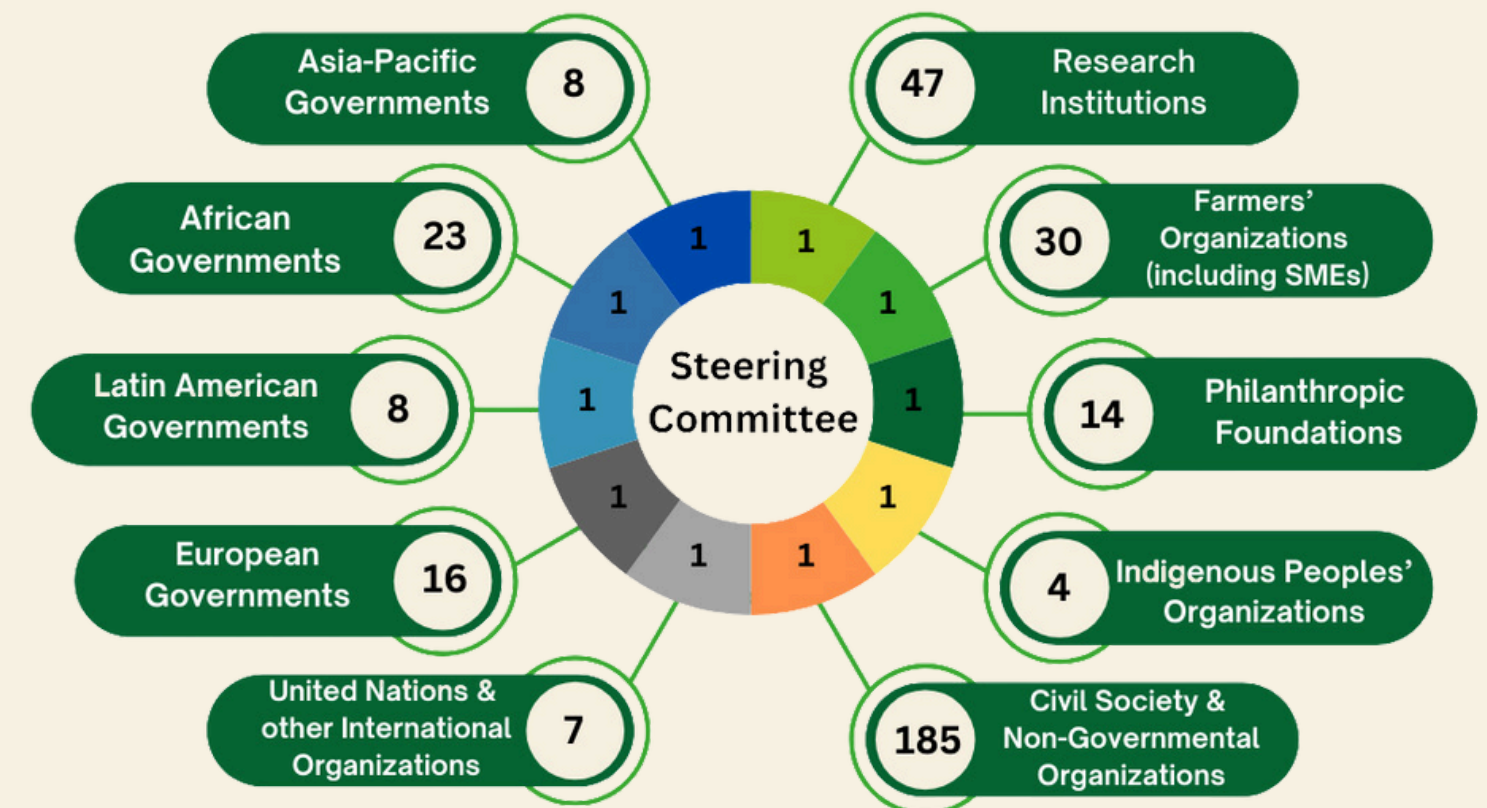 Asia-Pacific
Governments
8
47
Research
Institutions
African
Governments
23
30
Farmers’
Organizations
(including SMEs)
Latin American
Governments
8
14
Philanthropic
Foundations
European
Governments
16
4
Indigenous Peoples’
Organizations
United Nations &
other International
Organizations
7
185
Civil Society &
Non-Governmental
Organizations
Steering
Committee
1
1
1
1
1
1
1
1
1
1